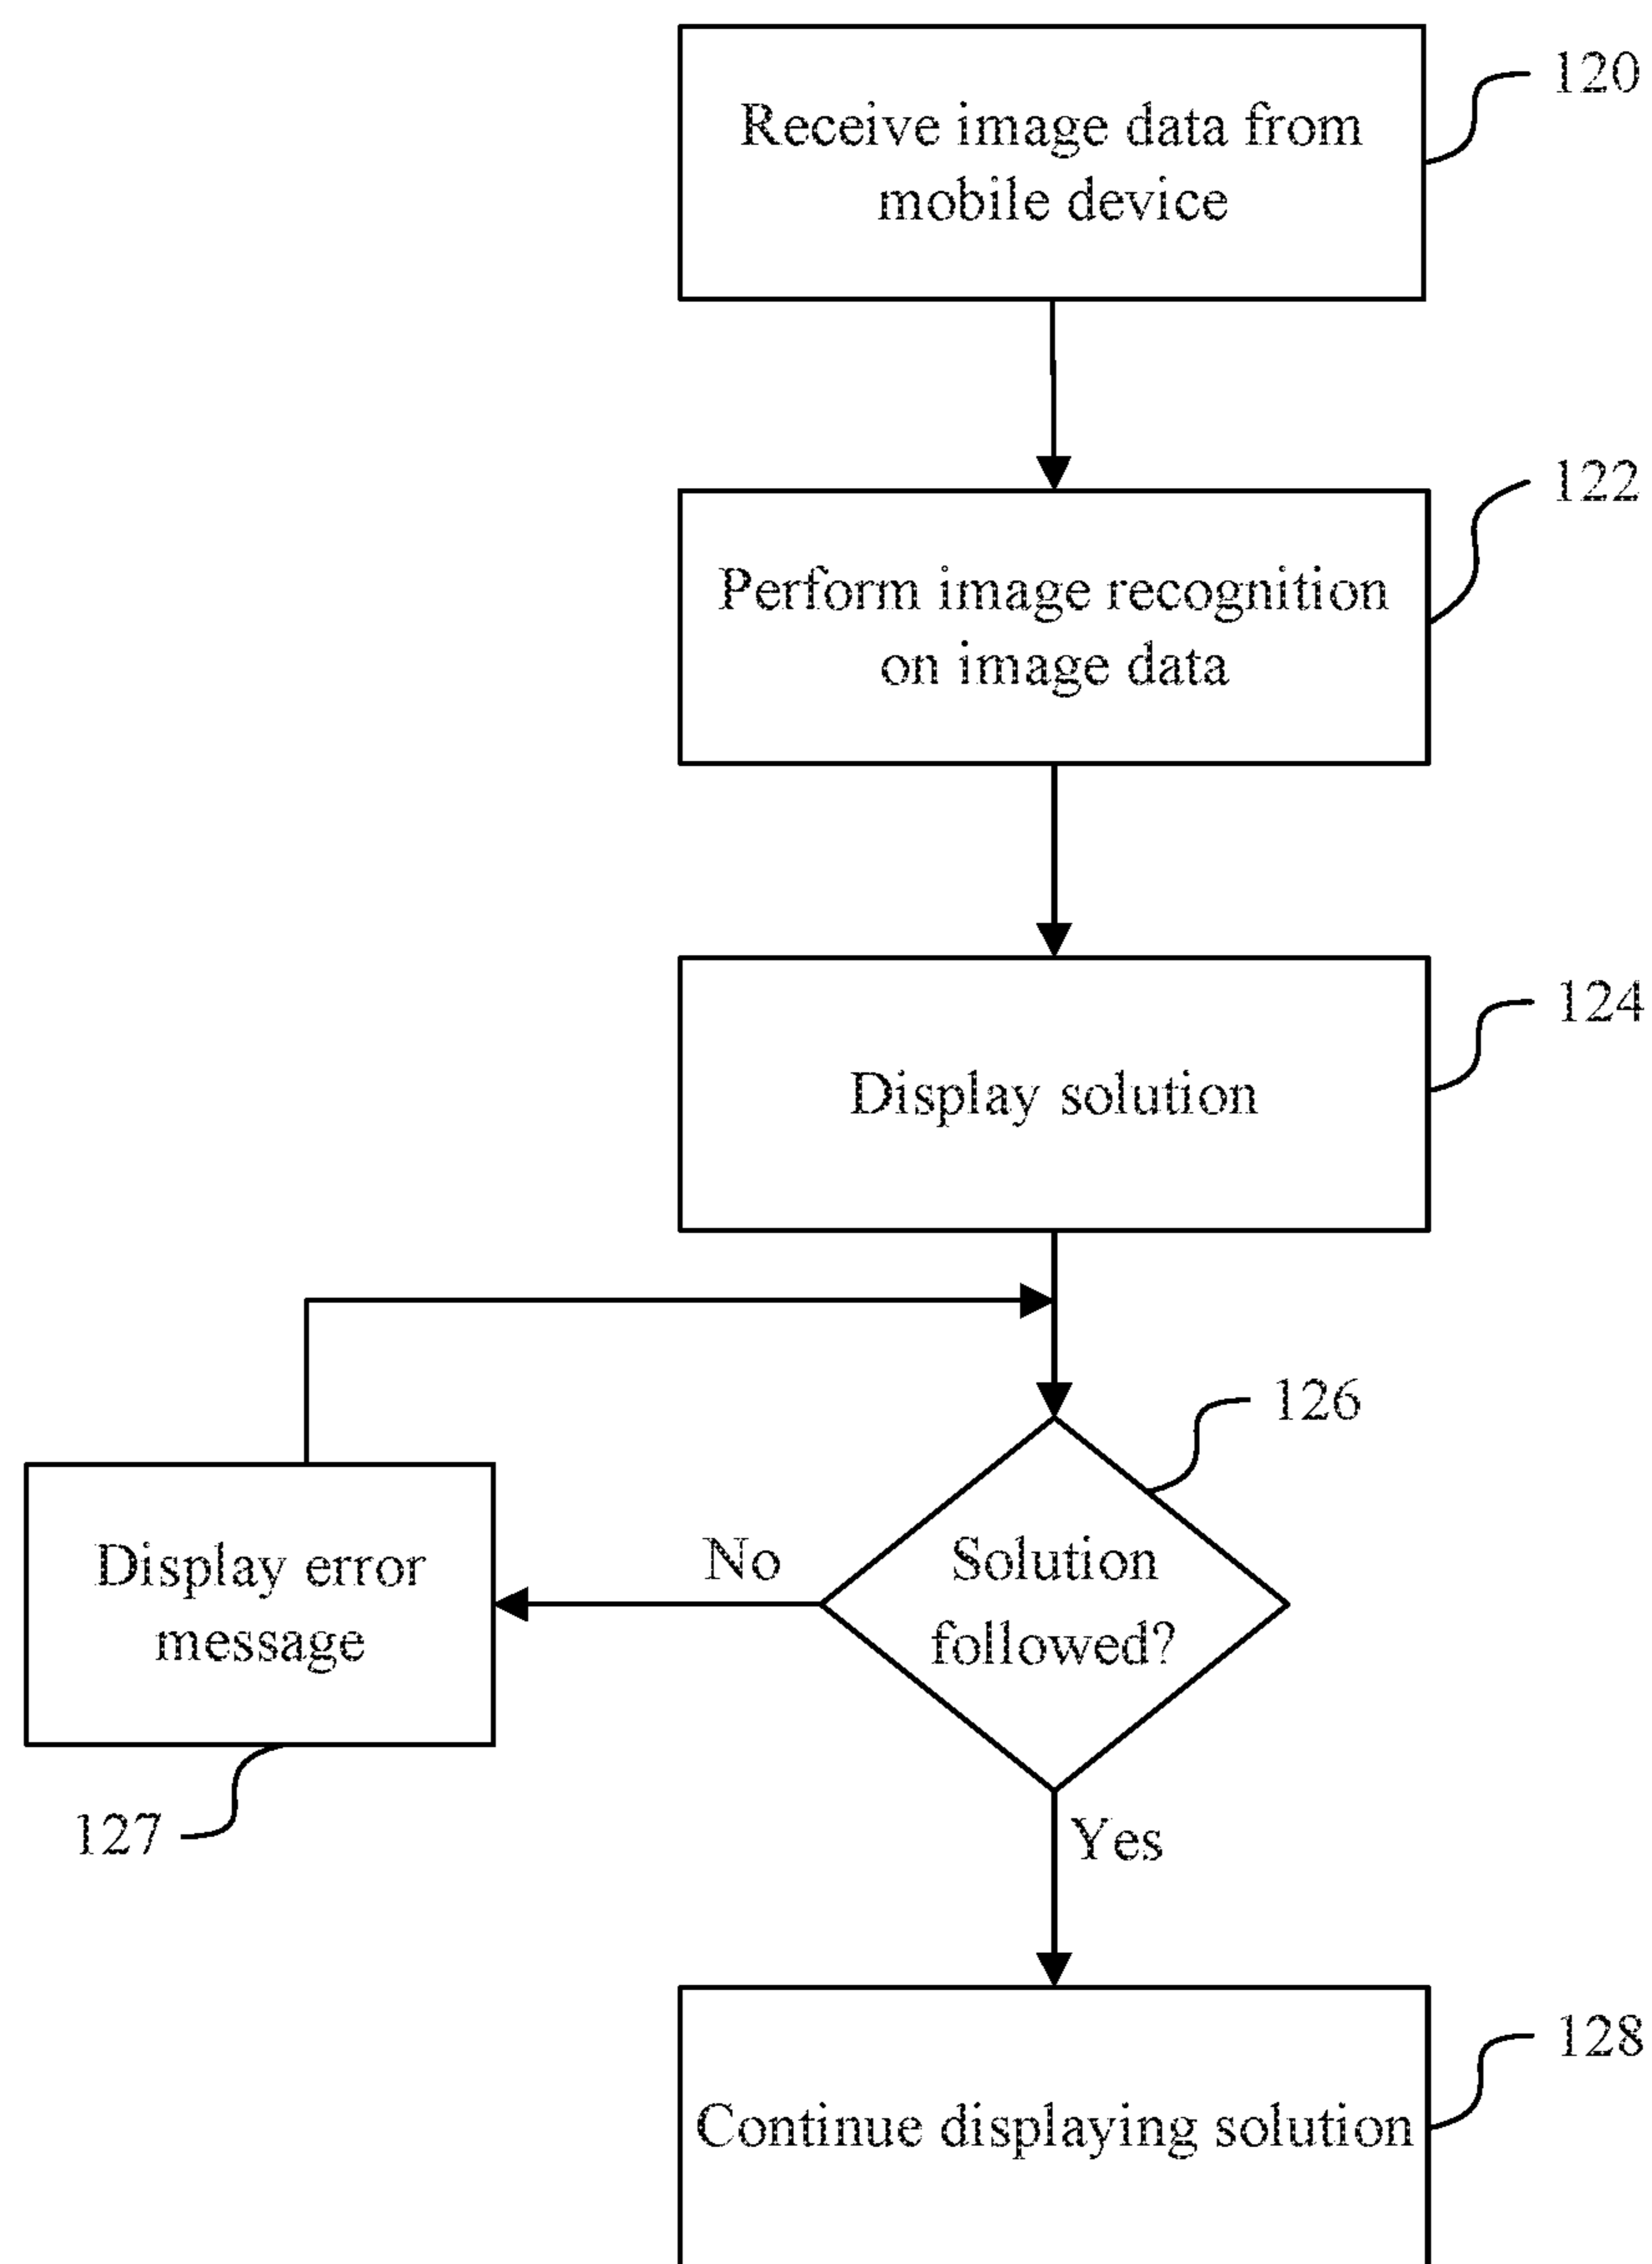 120
Receive image data from
mobile device
122
Perform image recognition
on image data
124
Display solution
126
Solution
followed?
No
Display error
message
127
Yes
128
Continue displaying solution